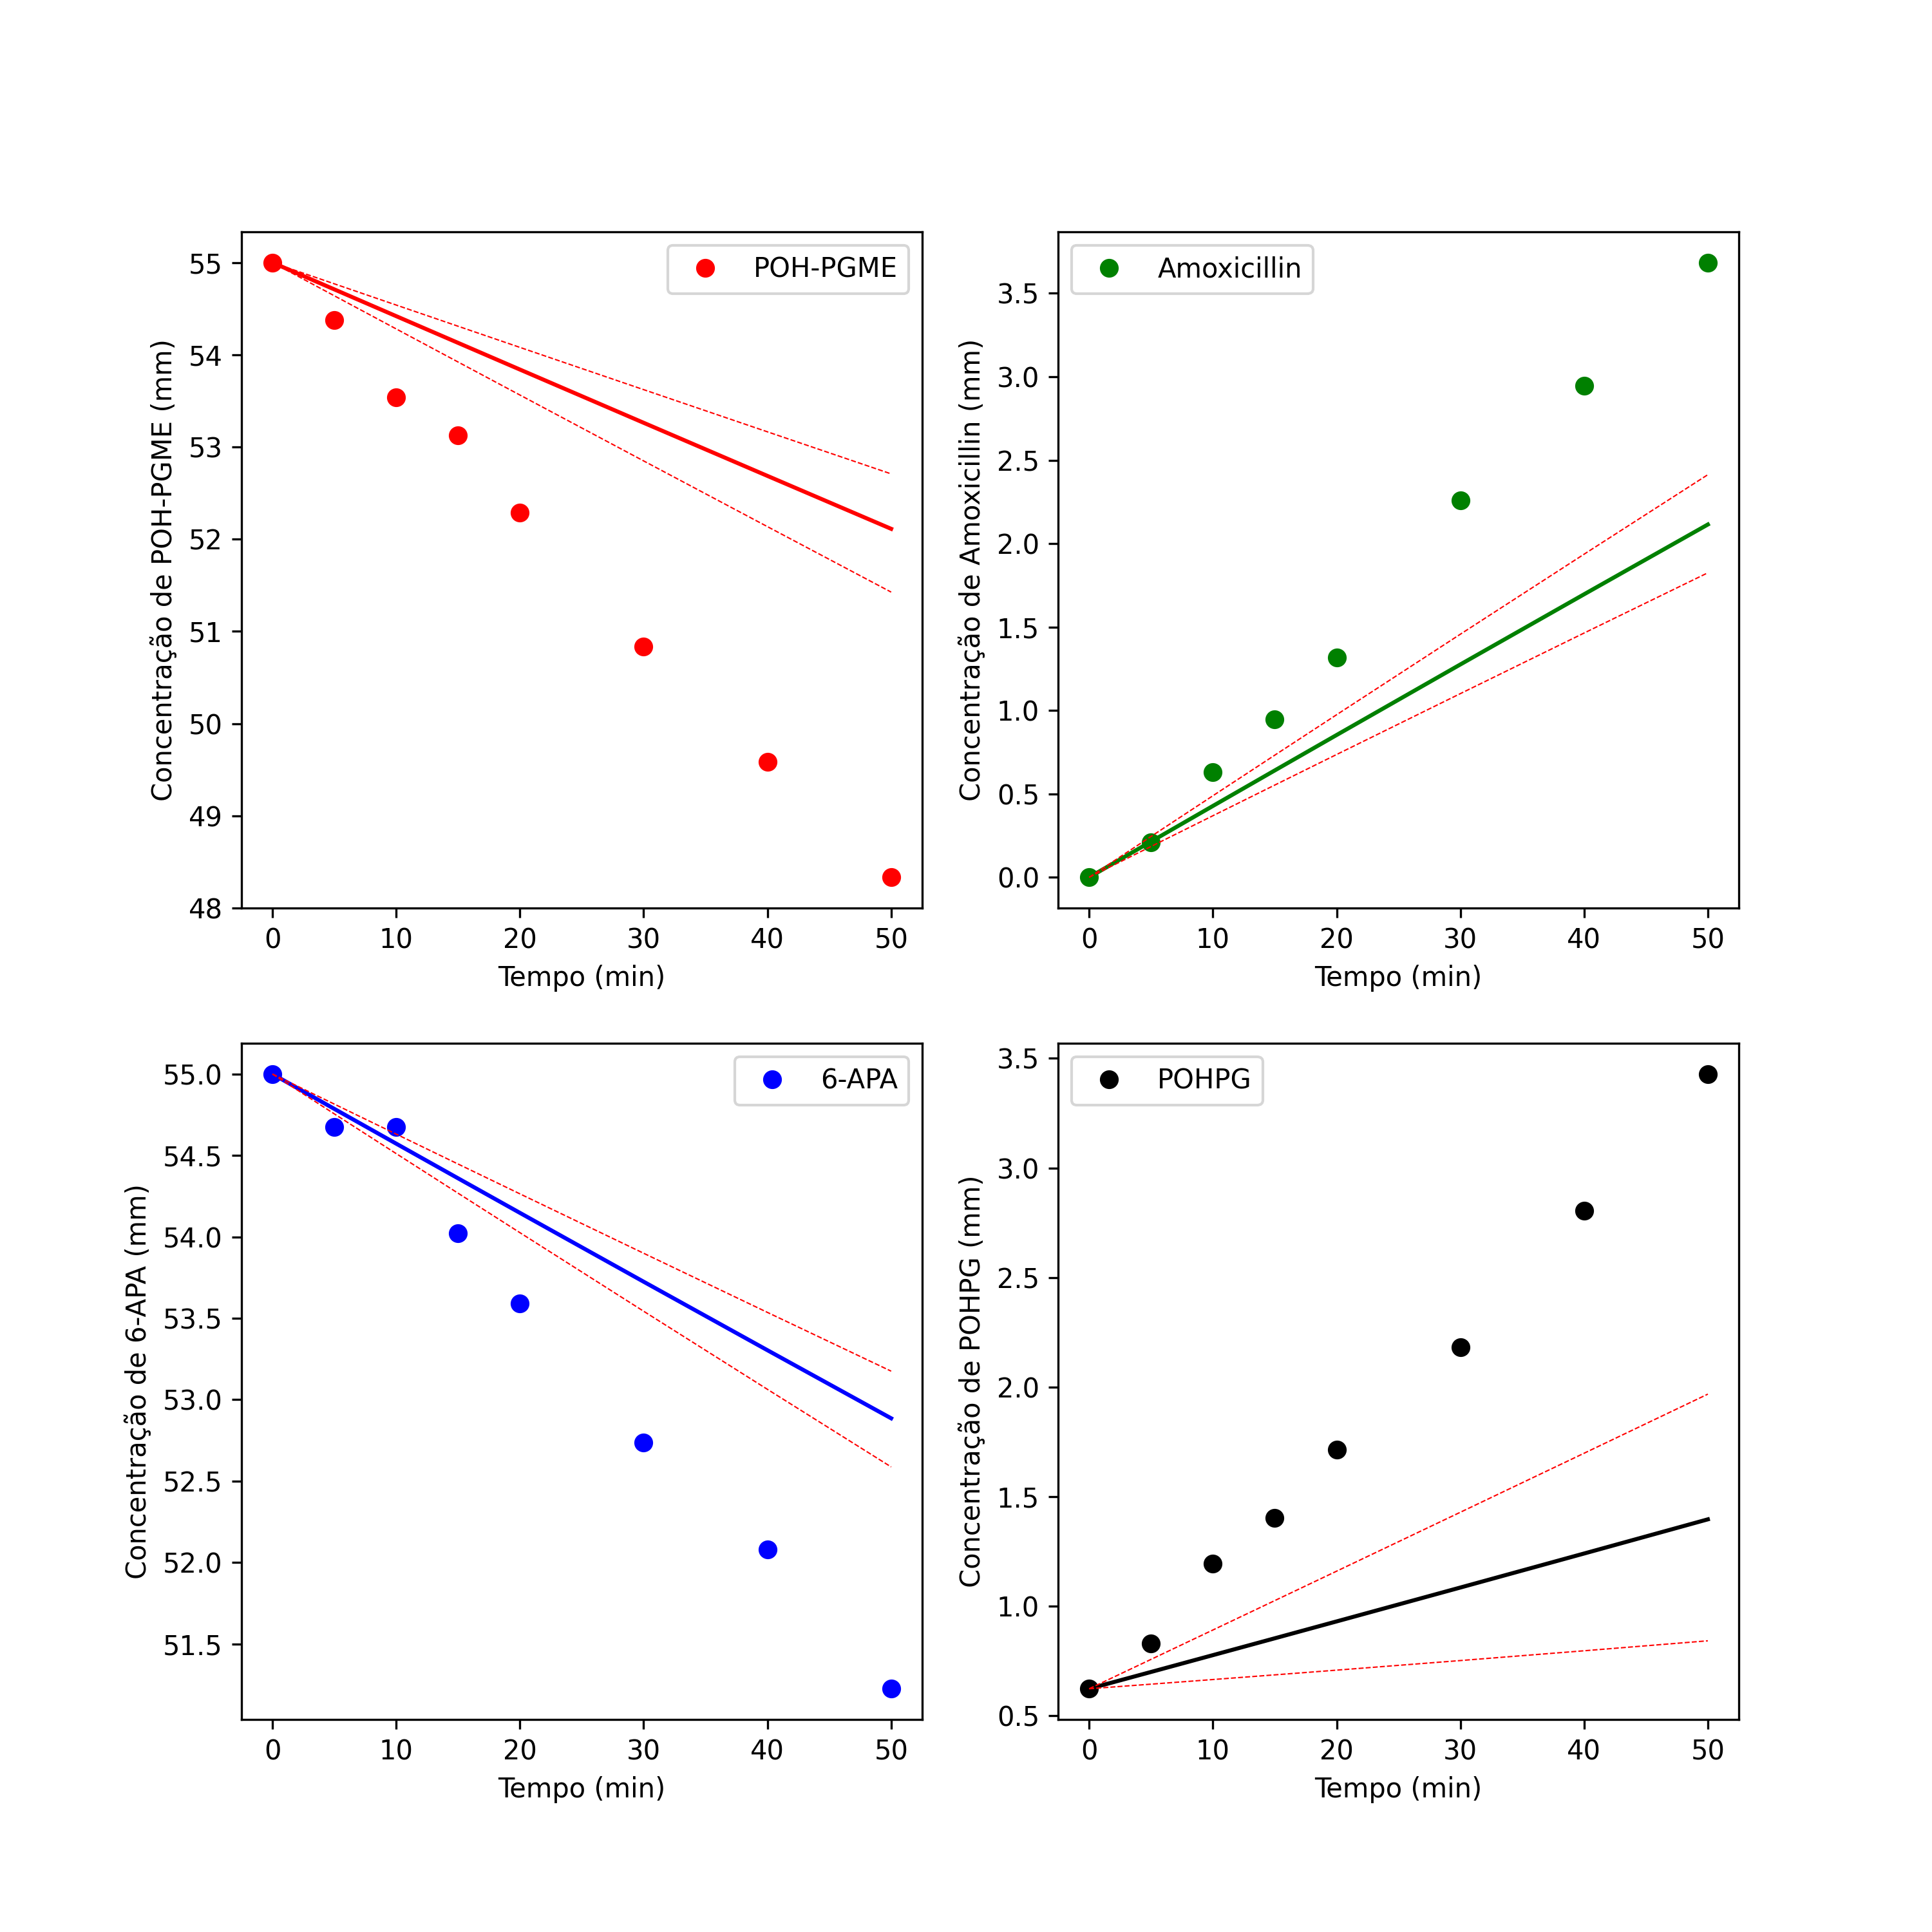 POH-PGME
Concentração de POH-PGME (mm)
55
54
53
52
51
50
49
48
0 10 20 30 40 50
Tempo (min)
Amoxicillin
Concentração de Amoxicillin (mm)
3.5
3.0
2.5
2.0
1.5
1.0
0.5
0.0
0 10 20 30 40 50
Tempo (min)
6-APA
Concentração de 6-APA (mm)
55.0
54.5
54.0
53.5
53.0
52.5
52.0
51.5
0 10 20 30 40 50
Tempo (min)
POHPG
Concentração de POHPG (mm)
3.5
3.0
2.5
2.0
1.5
1.0
0.5
0 10 20 30 40 50
Tempo (min)